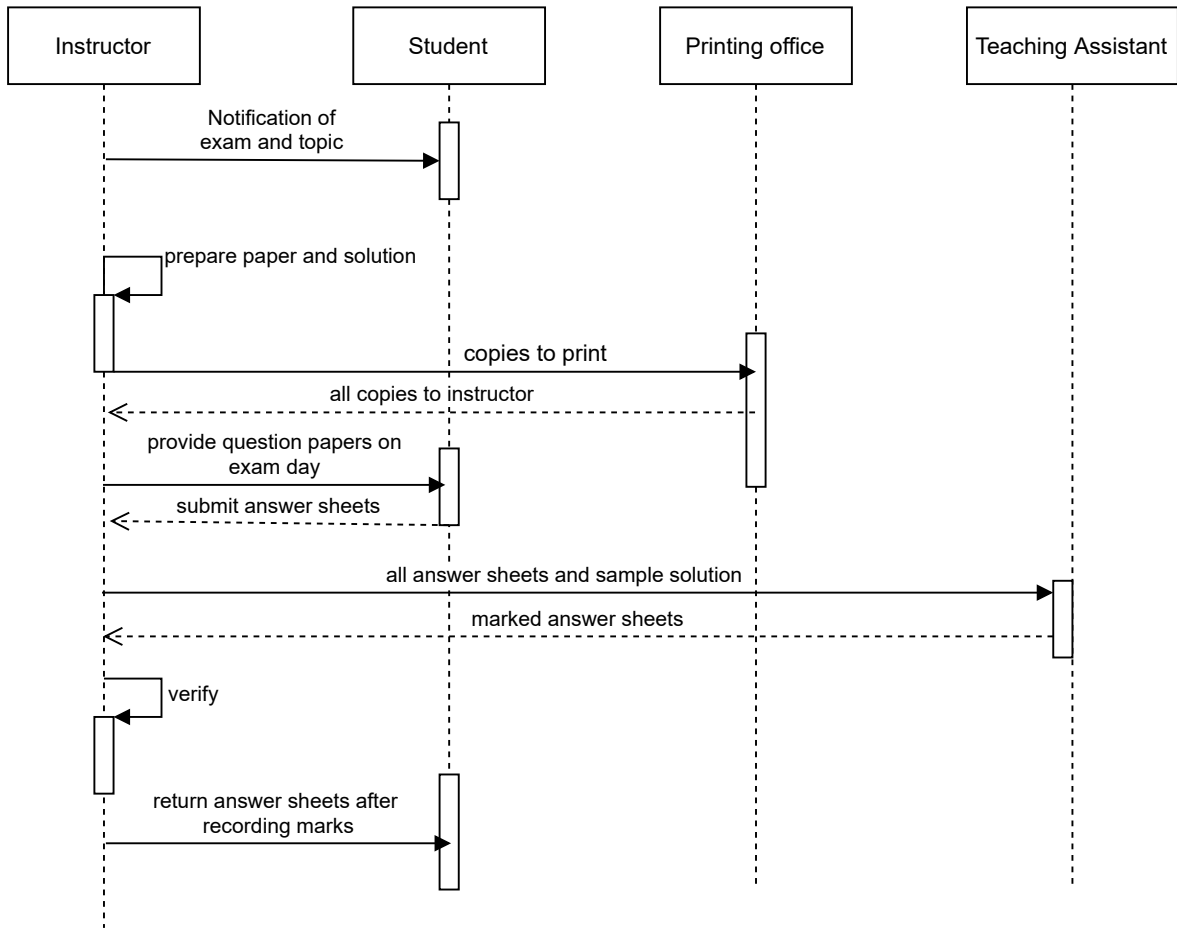 Instructor
Student
Printing office
Teaching Assistant
Notification of
exam and topic
prepare paper and solution
copies to print
all copies to instructor
provide question papers on
exam day
submit answer sheets
all answer sheets and sample solution
marked answer sheets
verify
return answer sheets after
recording marks